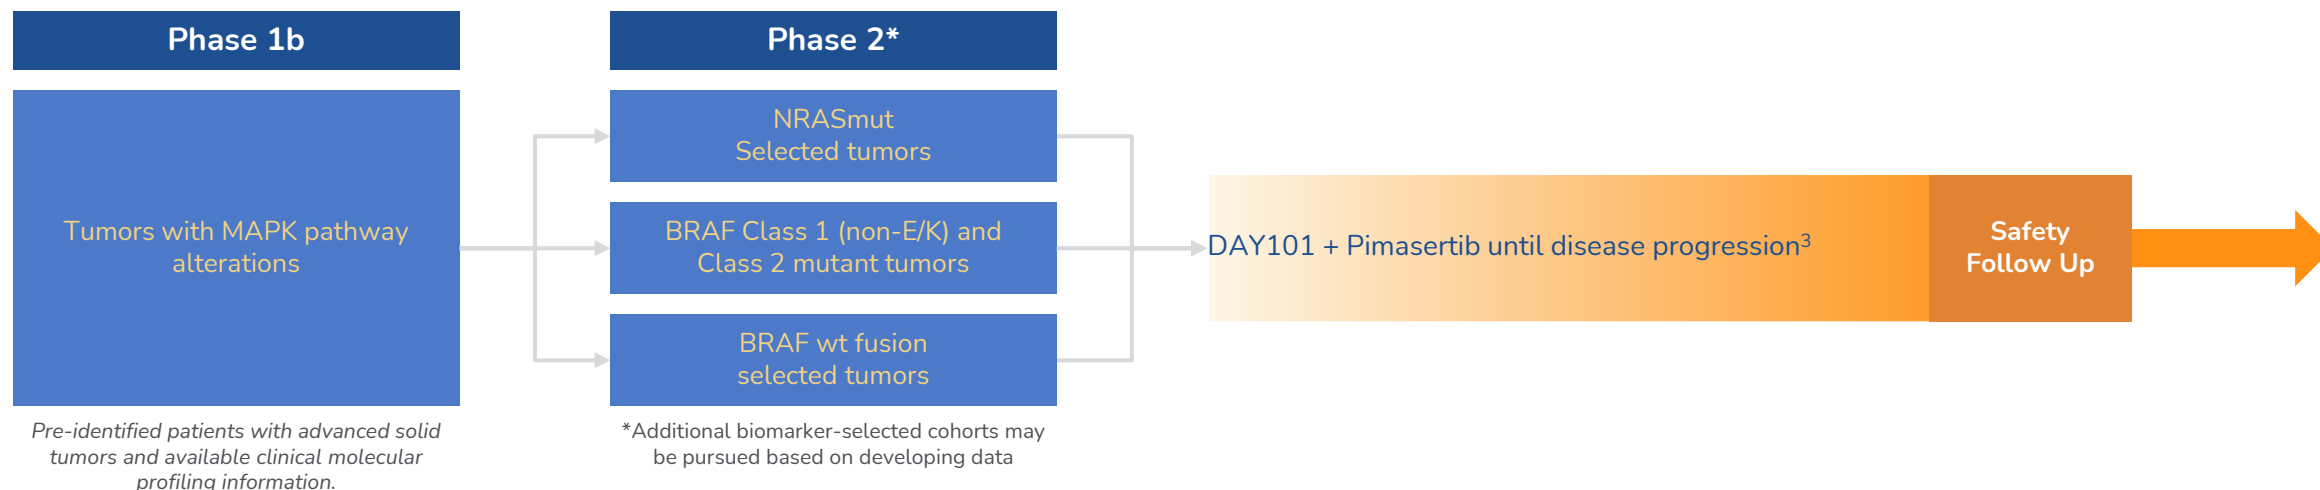 Phase 1b
Tumors with MAPK pathway
alterations
Pre-identified patients with advanced solid
tumors and available clinical molecular
profiling information.
Phase 2*
NRASmut
Selected tumors
BRAF Class 1 (non-E/K) and
Class 2 mutant tumors
BRAF wt fusion
selected tumors
*Additional biomarker-selected cohorts may
be pursued based on developing data
DAY101 + Pimasertib until disease progression³
Safety
Follow Up